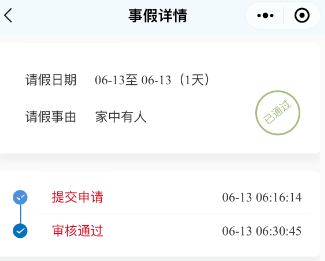 事假详情
请假日期 06-13至 06-13（1天）
请假事由 家中有人
已通过
提交申请 06-13 06:16:14
审核通过 06-13 06:30:45